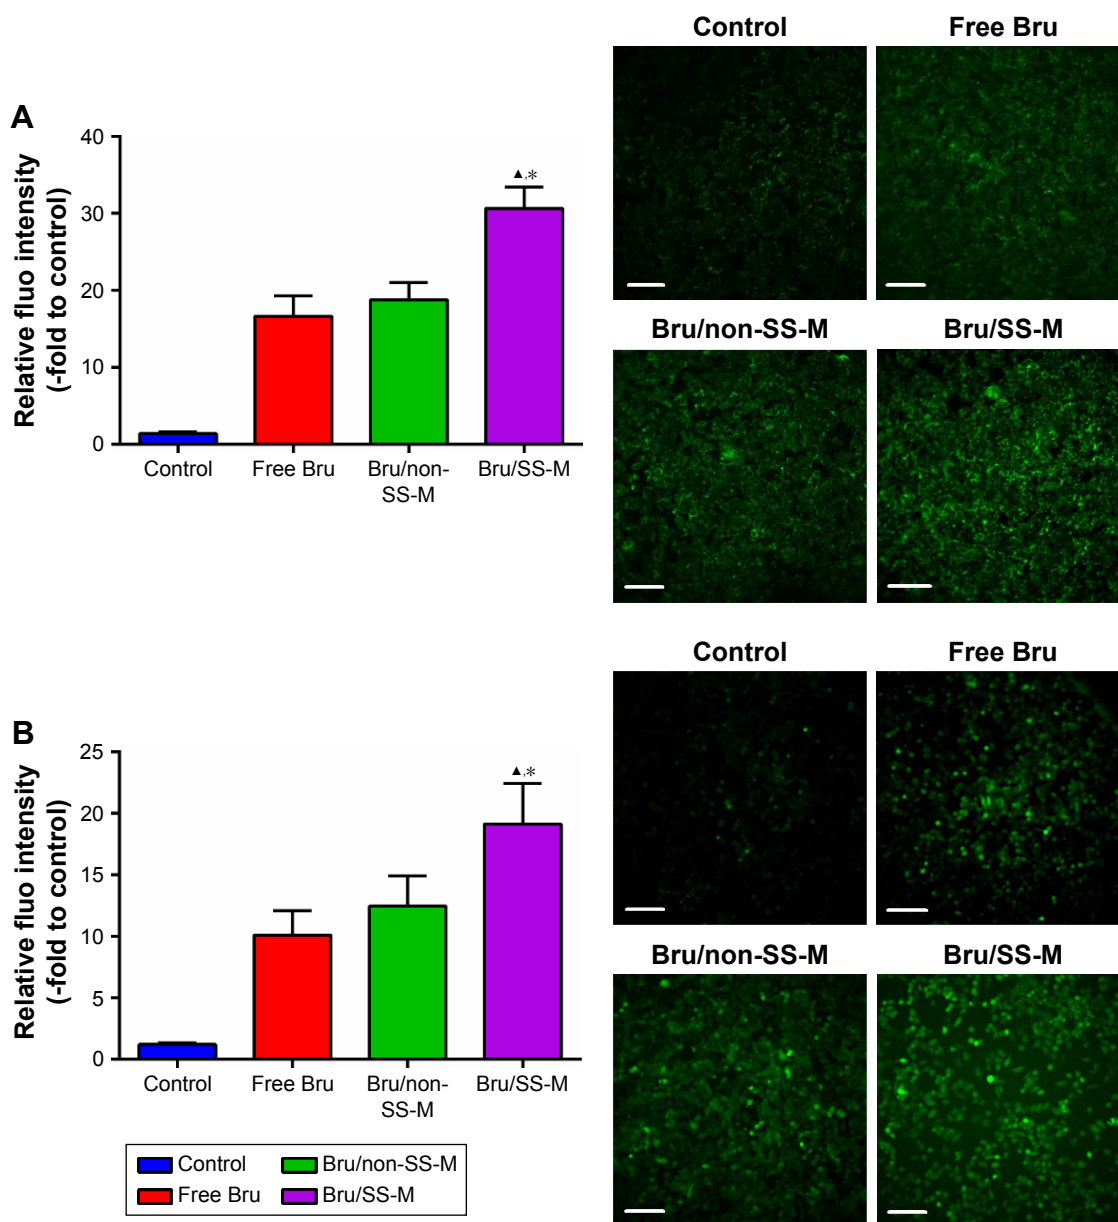 A
Relative fluo intensity
(-fold to control)
40
30
20
10
0
▲,*
Control
Free Bru
Bru/non-
SS-M
Bru/SS-M
Control
Free Bru
Bru/non-SS-M
Bru/SS-M
B
Relative fluo intensity
(-fold to control)
25
20
15
10
5
0
▲,*
Control
Free Bru
Bru/non-
SS-M
Bru/SS-M
Control
Free Bru
Bru/non-SS-M
Bru/SS-M
Control
Bru/non-SS-M
Free Bru
Bru/SS-M